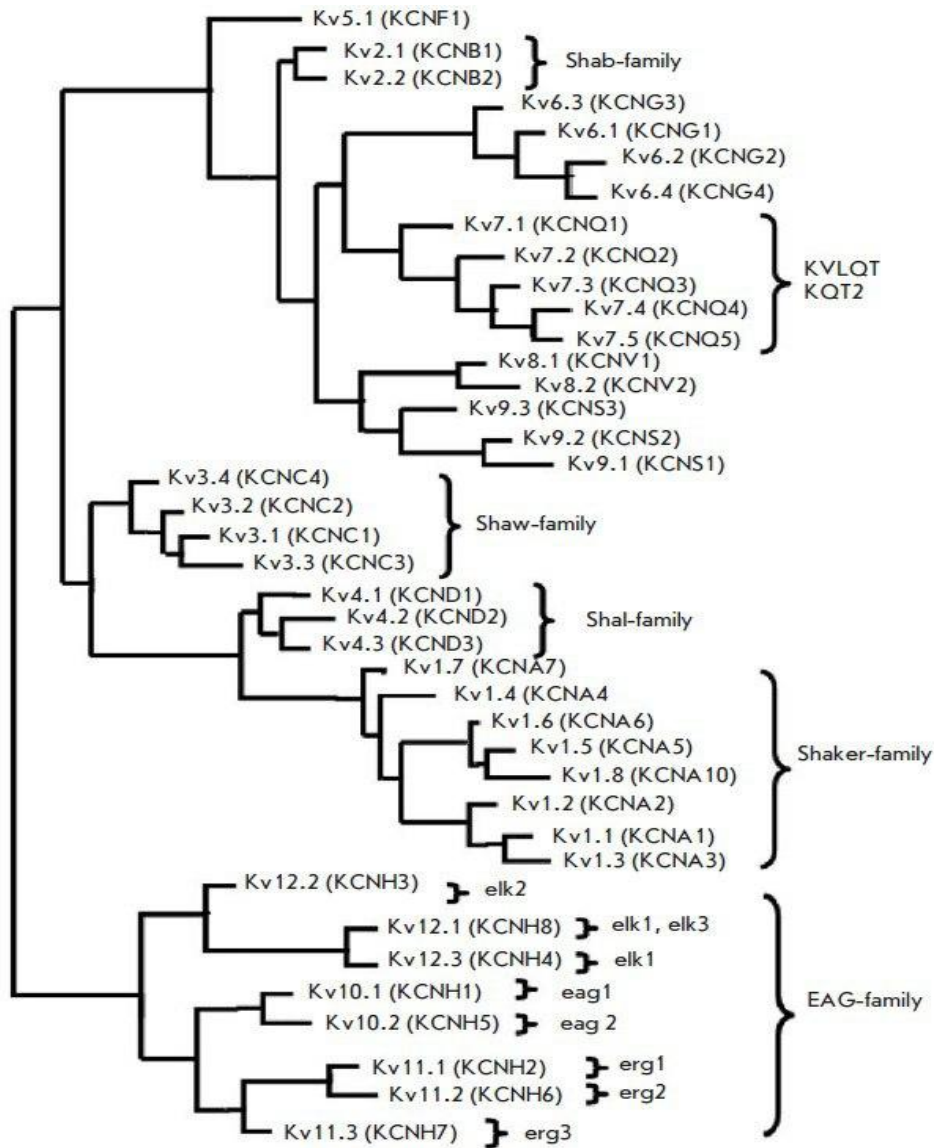 Kv5.1 (KCNF1)
Kv2.1 (KCNB1)
Shab-family
Kv2.2 (KCNB2)
Kv6.3 (KCNG3)
Kv6.1 (KCNG1)
Kv6.2 (KCNG2)
Kv6.4 (KCNG4)
Kv7.1 (KCNQ1)
Kv7.2 (KCNQ2)
KVLQT
KQT2
Kv7.3 (KCNQ3)
Kv7.4 (KCNQ4)
Kv7.5 (KCNQ5)
Kv8.1 (KCNV1)
Kv8.2 (KCNV2)
Kv9.3 (KCNS3)
Kv9.2 (KCNS2)
Kv9.1 (KCNS1)
Kv3.4 (KCNC4)
Kv3.2 (KCNC2)
Shaw-family
Kv3.1 (KCNC1)
Kv3.3 (KCNC3)
Kv4.1 (KCND1)
Kv4.2 (KCND2)
Shal-family
Kv4.3 (KCND3)
Kv1.7 (KCNA7)
Kv1.4 (KCNA4
Kv1.6 (KCNA6)
Kv1.5 (KCNA5)
Shaker-family
Kv1.8 (KCNA10)
Kv1.2 (KCNA2)
Kv1.1 (KCNA1)
Kv1.3 (KCNA3)
Kv12.2 (KCNH3) elk2
Kv12.1 (KCNH8) elk1, elk3
Kv12.3 (KCNH4) elk1
Kv10.1 (KCNH1) eag1
EAG-family
Kv10.2 (KCNH5) eag 2
Kv11.1 (KCNH2) erg1
Kv11.2 (KCNH6) erg2
Kv11.3 (KCNH7) erg3